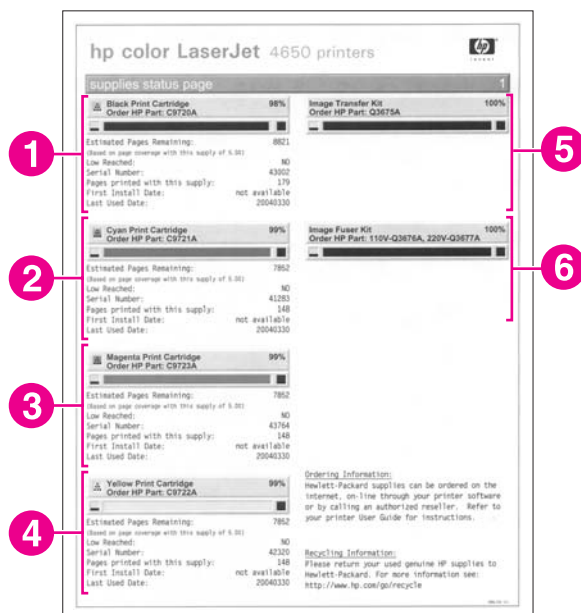 hp color LaserJet 4650 printers
hp
invent
supplies status page 1
1
Black Print Cartridge 98%
Order HP Part: C9720A
Estimated Pages Remaining: 8821
(Based on page coverage with this supply of 5.00)
Low Reached: NO
Serial Number: 43002
Pages printed with this supply: 179
First Install Date: not available
Last Used Date: 20040330
2
Cyan Print Cartridge 99%
Order HP Part: C9721A
Estimated Pages Remaining: 7852
(Based on page coverage with this supply of 5.00)
Low Reached: NO
Serial Number: 41283
Pages printed with this supply: 148
First Install Date: not available
Last Used Date: 20040330
3
Magenta Print Cartridge 99%
Order HP Part: C9723A
Estimated Pages Remaining: 7852
(Based on page coverage with this supply of 5.00)
Low Reached: NO
Serial Number: 43764
Pages printed with this supply: 148
First Install Date: not available
Last Used Date: 20040330
4
Yellow Print Cartridge 99%
Order HP Part: C9722A
Estimated Pages Remaining: 7852
(Based on page coverage with this supply of 5.00)
Low Reached: NO
Serial Number: 42320
Pages printed with this supply: 148
First Install Date: not available
Last Used Date: 20040330
Image Transfer Kit 100%
Order HP Part: Q3675A
5
Image Fuser Kit 100%
Order HP Part: 110V-Q3676A, 220V-Q3677A
6
Ordering Information:
Hewlett-Packard supplies can be ordered on the
internet, on-line through your printer software
or by calling an authorized reseller. Refer to
your printer User Guide for instructions.
Recycling Information:
Please return your used genuine HP supplies to
Hewlett-Packard. For more information see:
http://www.hp.com/go/recycle